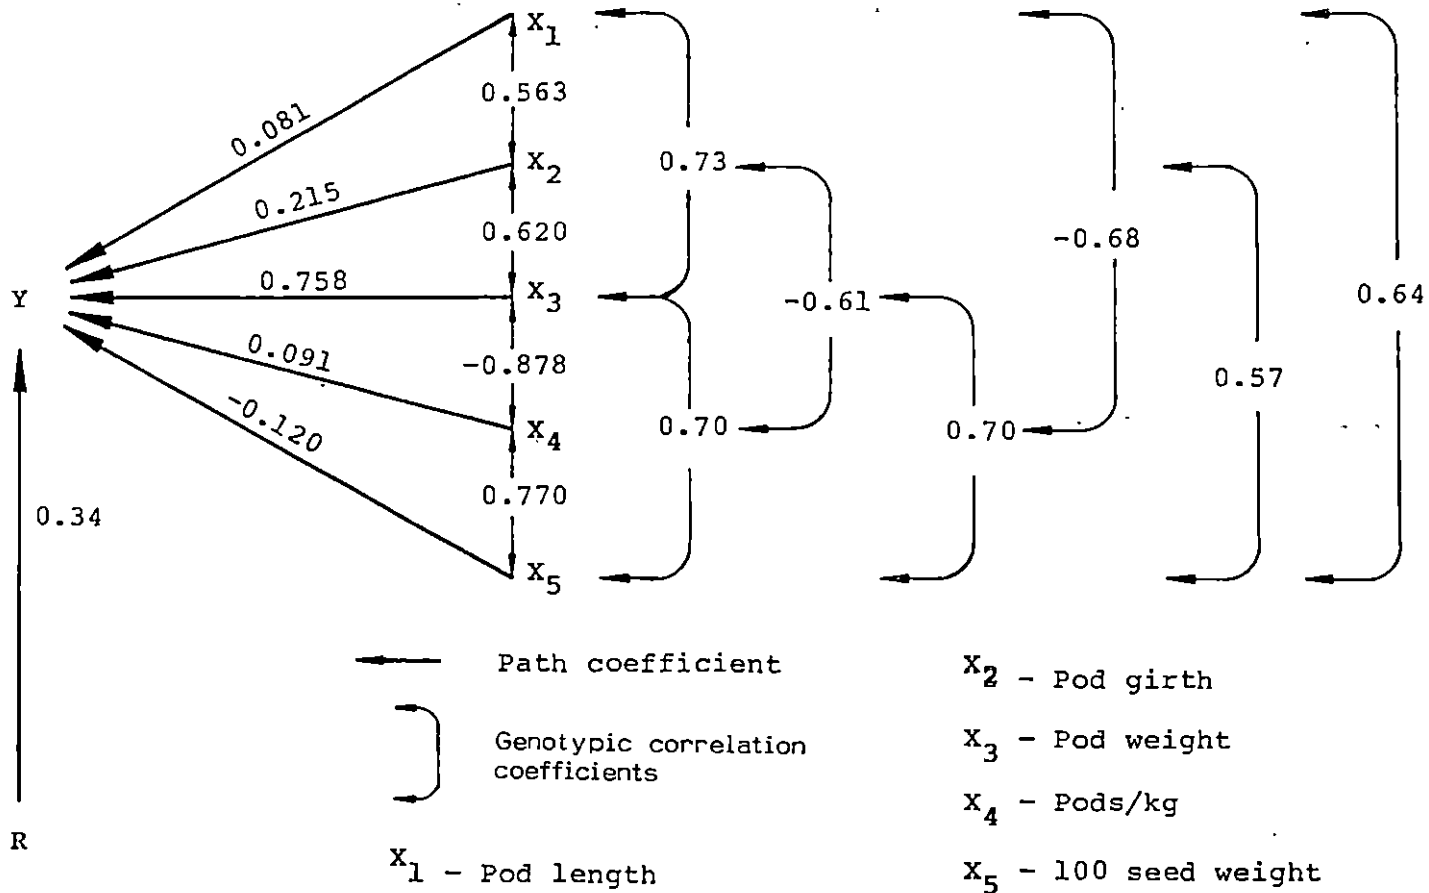 X1
0.563
0.081
X2
0.73
0.215
0.620
-0.68
Y
0.758
X3
-0.61
0.64
0.091
-0.878
0.57
-0.120
X4
0.70
0.70
0.770
0.34
X5
Path coefficient
Genotypic correlation
coefficients
R
X1 - Pod length
X2 - Pod girth
X3 - Pod weight
X4 - Pods/kg
X5 - 100 seed weight